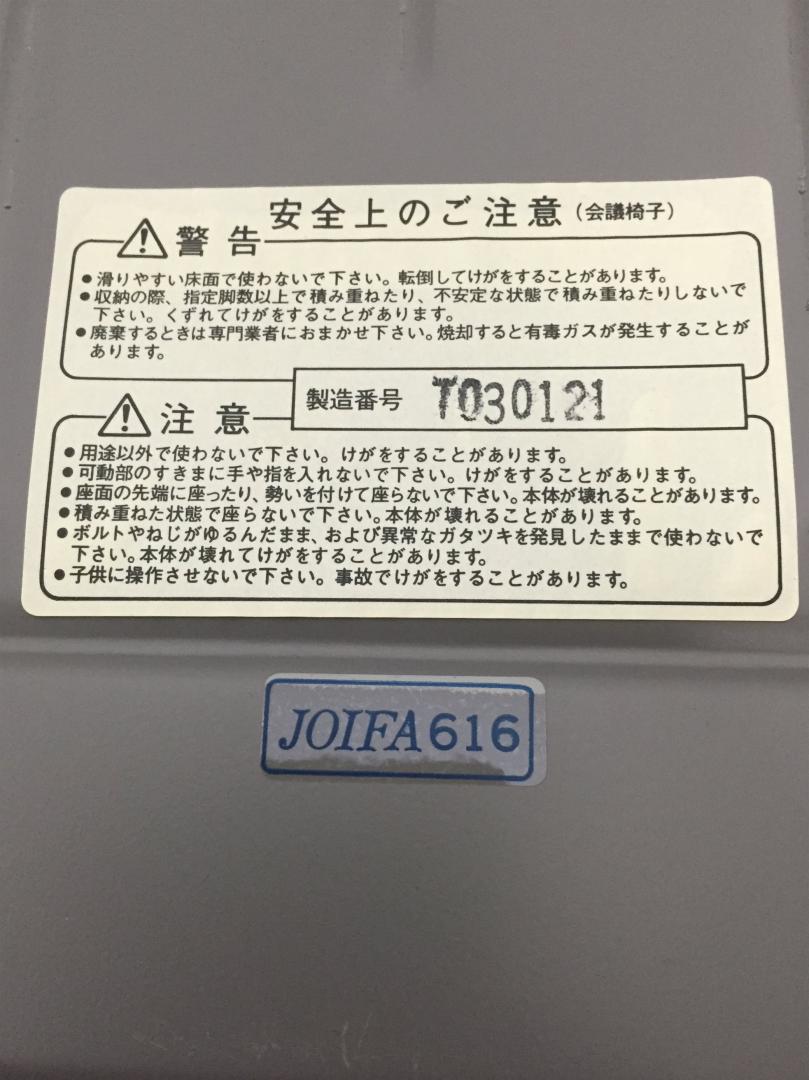 安全上のご注意(会議椅子)
警告
●滑りやすい床面で使わないで下さい。転倒してけがをすることがあります。
●収納の際、指定脚数以上で積み重ねたり、不安定な状態で積み重ねたりしないで
下さい。くずれてけがをすることがあります。
●廃棄するときは専門業者におまかせ下さい。焼却すると有毒ガスが発生することが
あります。
製造番号 T030121
注意
●用途以外で使わないで下さい。けがをすることがあります。
●可動部のすきまに手や指を入れないで下さい。けがをすることがあります。
●座面の先端に座ったり、勢いを付けて座らないで下さい。本体が壊れることがあります。
●積み重ねた状態で座らないで下さい。本体が壊れることがあります。
●ボルトやねじがゆるんだまま、および異常なガタツキを発見したままで使わないで
下さい。本体が壊れてけがをすることがあります。
●子供に操作させないで下さい。事故でけがをすることがあります。
JOIFA616